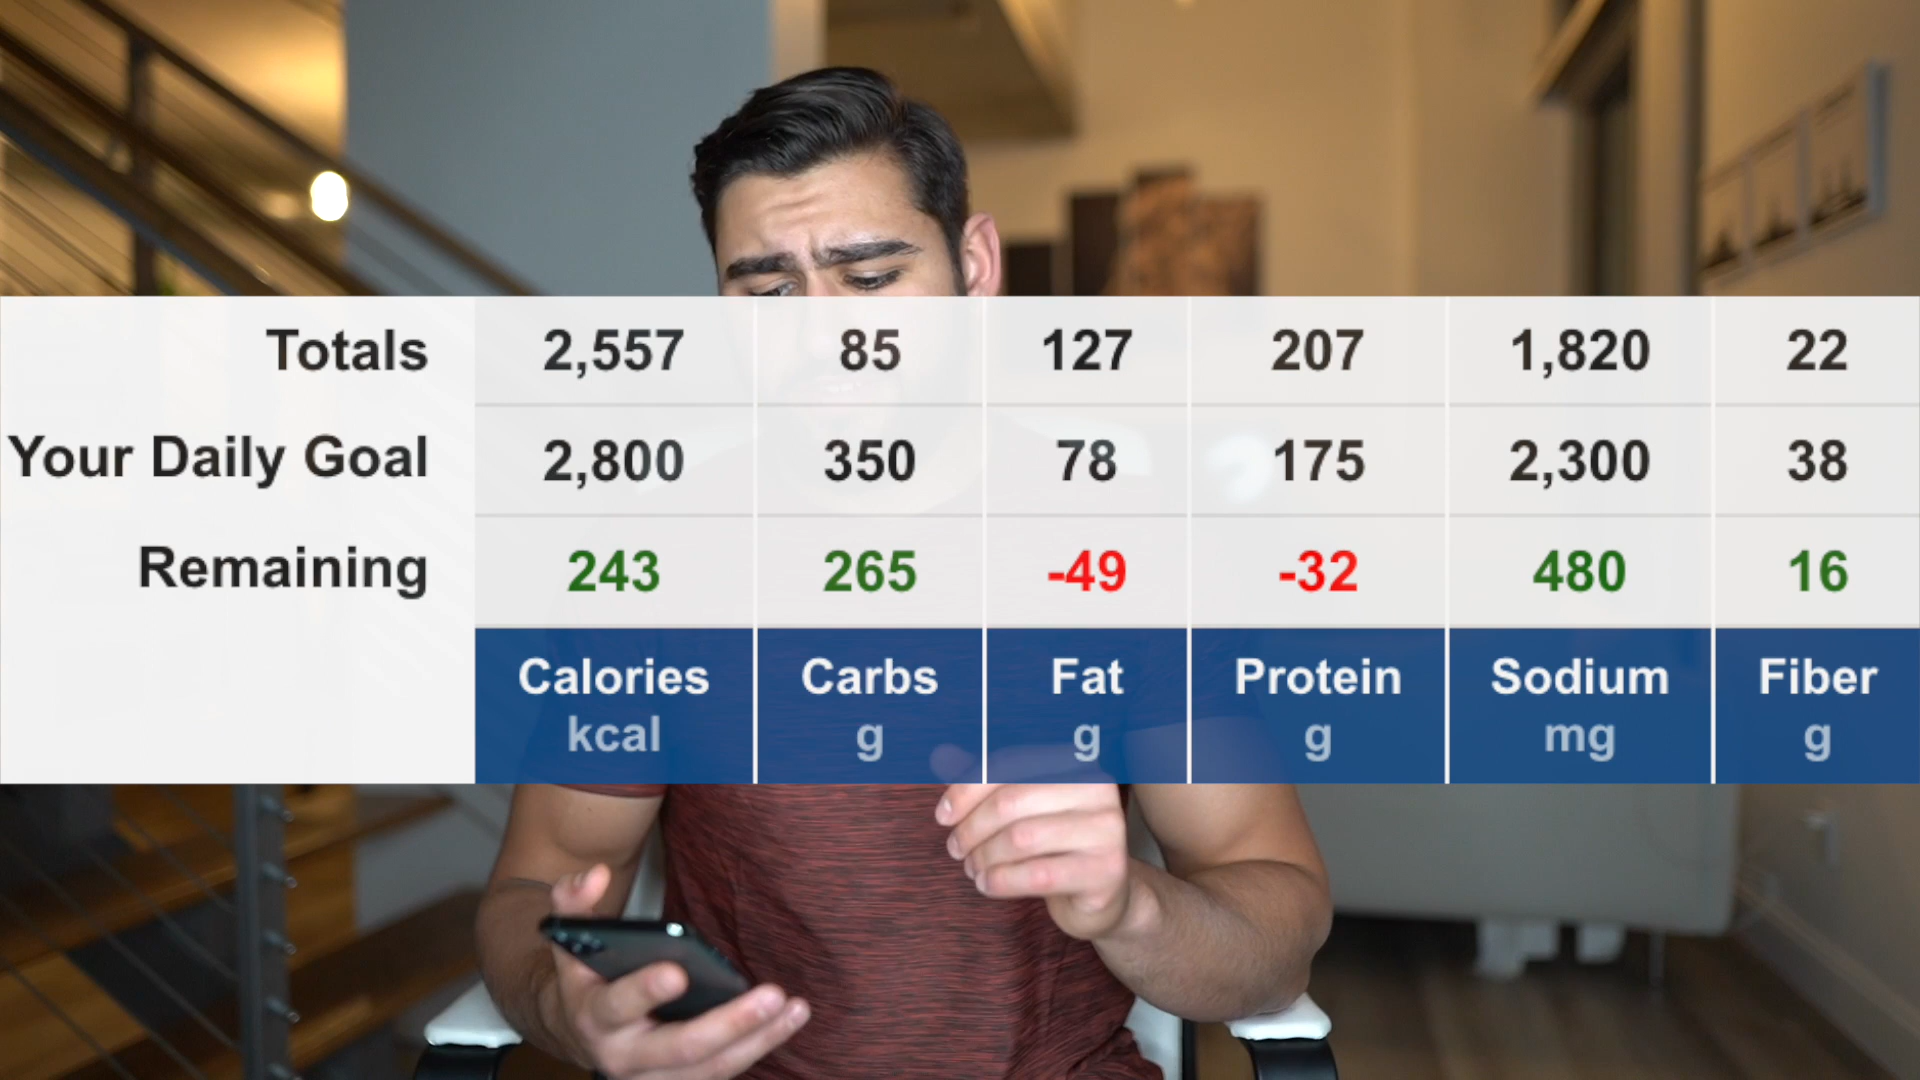 Totals 2,557 85 127 207 1,820 22
Your Daily Goal 2,800 350 78 175 2,300 38
Remaining 243 265 -49 -32 480 16
Calories Carbs Fat Protein Sodium Fiber
kcal g g g mg g